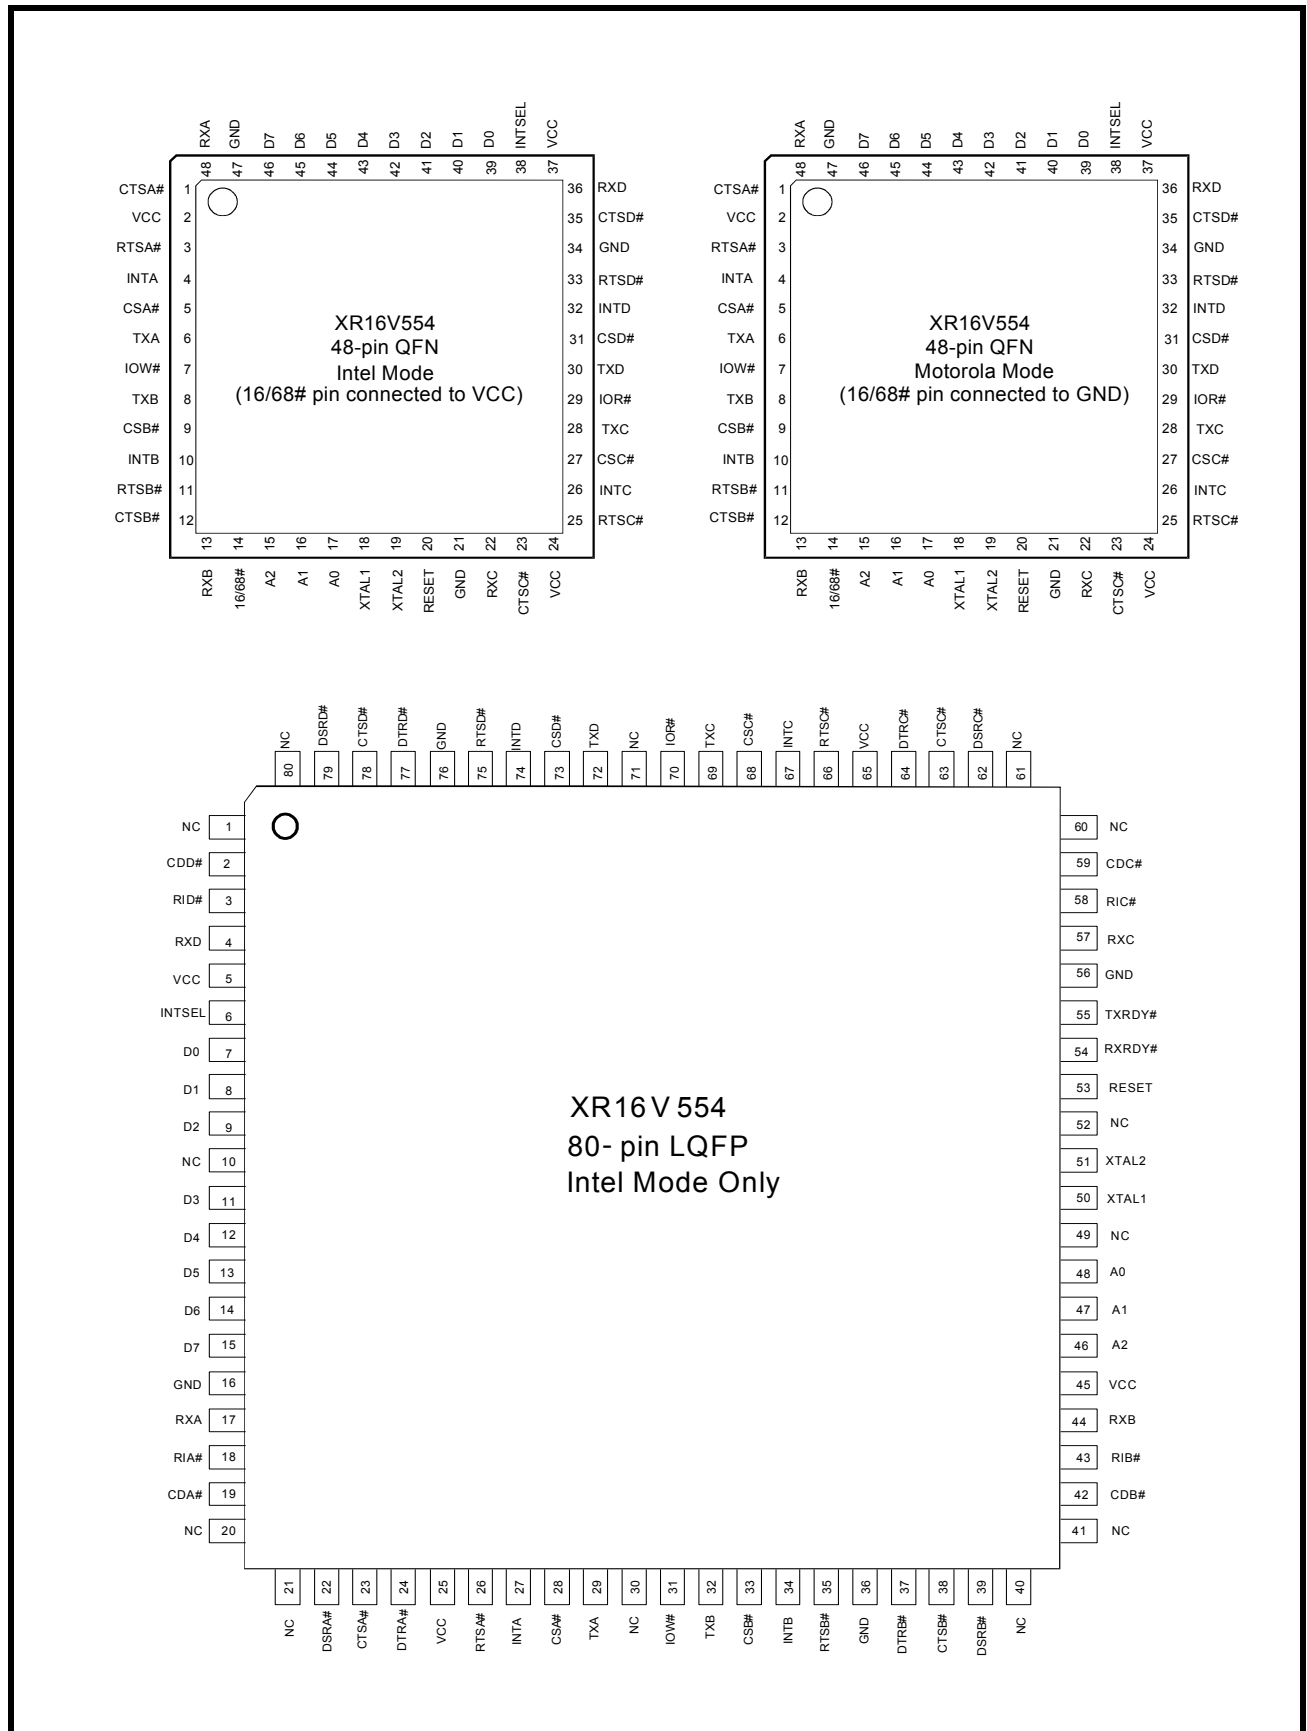 RXA GND D7 D6 D5 D4 D3 D2 D1 D0 INTSEL VCC
48 47 46 45 44 43 42 41 40 39 38 37
CTSA# 1 36 RXD
VCC 2 35 CTSD#
RTSA# 3 34 GND
INTA 4 33 RTSD#
CSA# 5 32 INTD
TXA 6 31 CSD#
IOW# 7 30 TXD
TXB 8 29 IOR#
CSB# 9 28 TXC
INTB 10 27 CSC#
RTSB# 11 26 INTC
CTSB# 12 25 RTSC#
XR16V554
48-pin QFN
Intel Mode
(16/68# pin connected to VCC)
13 14 15 16 17 18 19 20 21 22 23 24
RXB 16/68# A2 A1 A0 XTAL1 XTAL2 RESET GND RXC CTSC# VCC
RXA GND D7 D6 D5 D4 D3 D2 D1 D0 INTSEL VCC
48 47 46 45 44 43 42 41 40 39 38 37
CTSA# 1 36 RXD
VCC 2 35 CTSD#
RTSA# 3 34 GND
INTA 4 33 RTSD#
CSA# 5 32 INTD
TXA 6 31 CSD#
IOW# 7 30 TXD
TXB 8 29 IOR#
CSB# 9 28 TXC
INTB 10 27 CSC#
RTSB# 11 26 INTC
CTSB# 12 25 RTSC#
XR16V554
48-pin QFN
Motorola Mode
(16/68# pin connected to GND)
13 14 15 16 17 18 19 20 21 22 23 24
RXB 16/68# A2 A1 A0 XTAL1 XTAL2 RESET GND RXC CTSC# VCC
NC DSRD# CTSD# DTRD# GND RTSD# INTD CSD# TXD NC IOR# TXC CSC# INTC RTSC# VCC DTRC# CTSC# DSRC# NC
80 79 78 77 76 75 74 73 72 71 70 69 68 67 66 65 64 63 62 61
NC 1 60 NC
CDD# 2 59 CDC#
RID# 3 58 RIC#
RXD 4 57 RXC
VCC 5 56 GND
INTSEL 6 55 TXRDY#
D0 7 54 RXRDY#
D1 8 53 RESET
D2 9 52 NC
NC 10 51 XTAL2
D3 11 50 XTAL1
D4 12 49 NC
D5 13 48 A0
D6 14 47 A1
D7 15 46 A2
GND 16 45 VCC
RXA 17 44 RXB
RIA# 18 43 RIB#
CDA# 19 42 CDB#
NC 20 41 NC
XR16V554
80- pin LQFP
Intel Mode Only
21 22 23 24 25 26 27 28 29 30 31 32 33 34 35 36 37 38 39 40
NC DSRA# CTSA# DTRA# VCC RTSA# INTA CSA# TXA NC IOW# TXB CSB# INTB RTSB# GND DTRB# CTSB# DSRB# NC